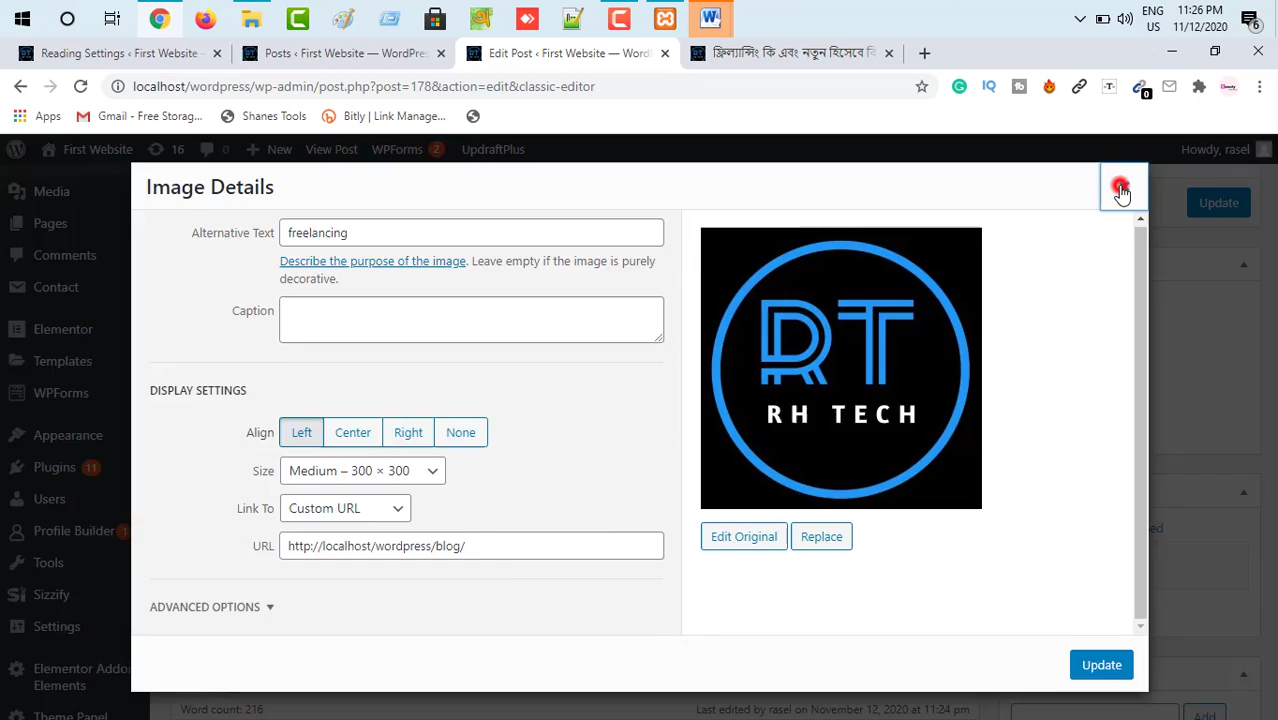 ENG
11:26 PM
US
11/12/2020
6
Reading Settings ‹ First Website —
Posts ‹ First Website — WordPres
Edit Post ‹ First Website — Word
ফ্রিল্যান্সিং কি এবং নতুন হিসেবে
localhost/wordpress/wp-admin/post.php?post=178&action=edit&classic-editor
0
Apps
Gmail - Free Storag...
Shanes Tools
Bitly | Link Manage...
First Website
16
0
New
View Post
WPForms
2
UpdraftPlus
Howdy, rasel
Media
Pages
Comments
Contact
Elementor
Templates
WPForms
Appearance
Plugins
11
Users
Profile Builder
1
Tools
Sizzify
Settings
Elementor Addon
Elements
Theme Panel
Image Details
Update
Alternative Text
freelancing
Describe the purpose of the image. Leave empty if the image is purely
decorative.
Caption
DISPLAY SETTINGS
Align
Left
Center
Right
None
Size
Medium – 300 × 300
Link To
Custom URL
URL
http://localhost/wordpress/blog/
ADVANCED OPTIONS
RT
RH TECH
Edit Original
Replace
Update
Word count: 216
Last edited by rasel on November 12, 2020 at 11:24 pm
Add